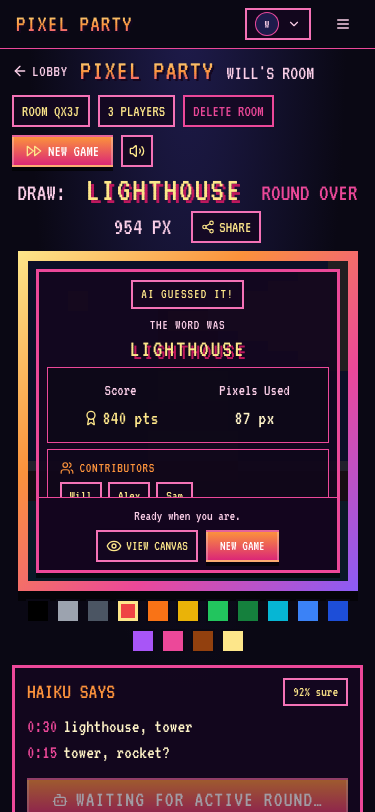 PIXEL PARTY
W
LOBBY PIXEL PARTY WILL'S ROOM
ROOM QX3J 3 PLAYERS DELETE ROOM
NEW GAME
DRAW: LIGHTHOUSE ROUND OVER
954 PX SHARE
AI GUESSED IT!
THE WORD WAS
LIGHTHOUSE
Score Pixels Used
840 pts 87 px
CONTRIBUTORS
Will Alex Sam
Ready when you are.
VIEW CANVAS NEW GAME
HAIKU SAYS 92% sure
0:30 lighthouse, tower
0:15 tower, rocket?
WAITING FOR ACTIVE ROUND…